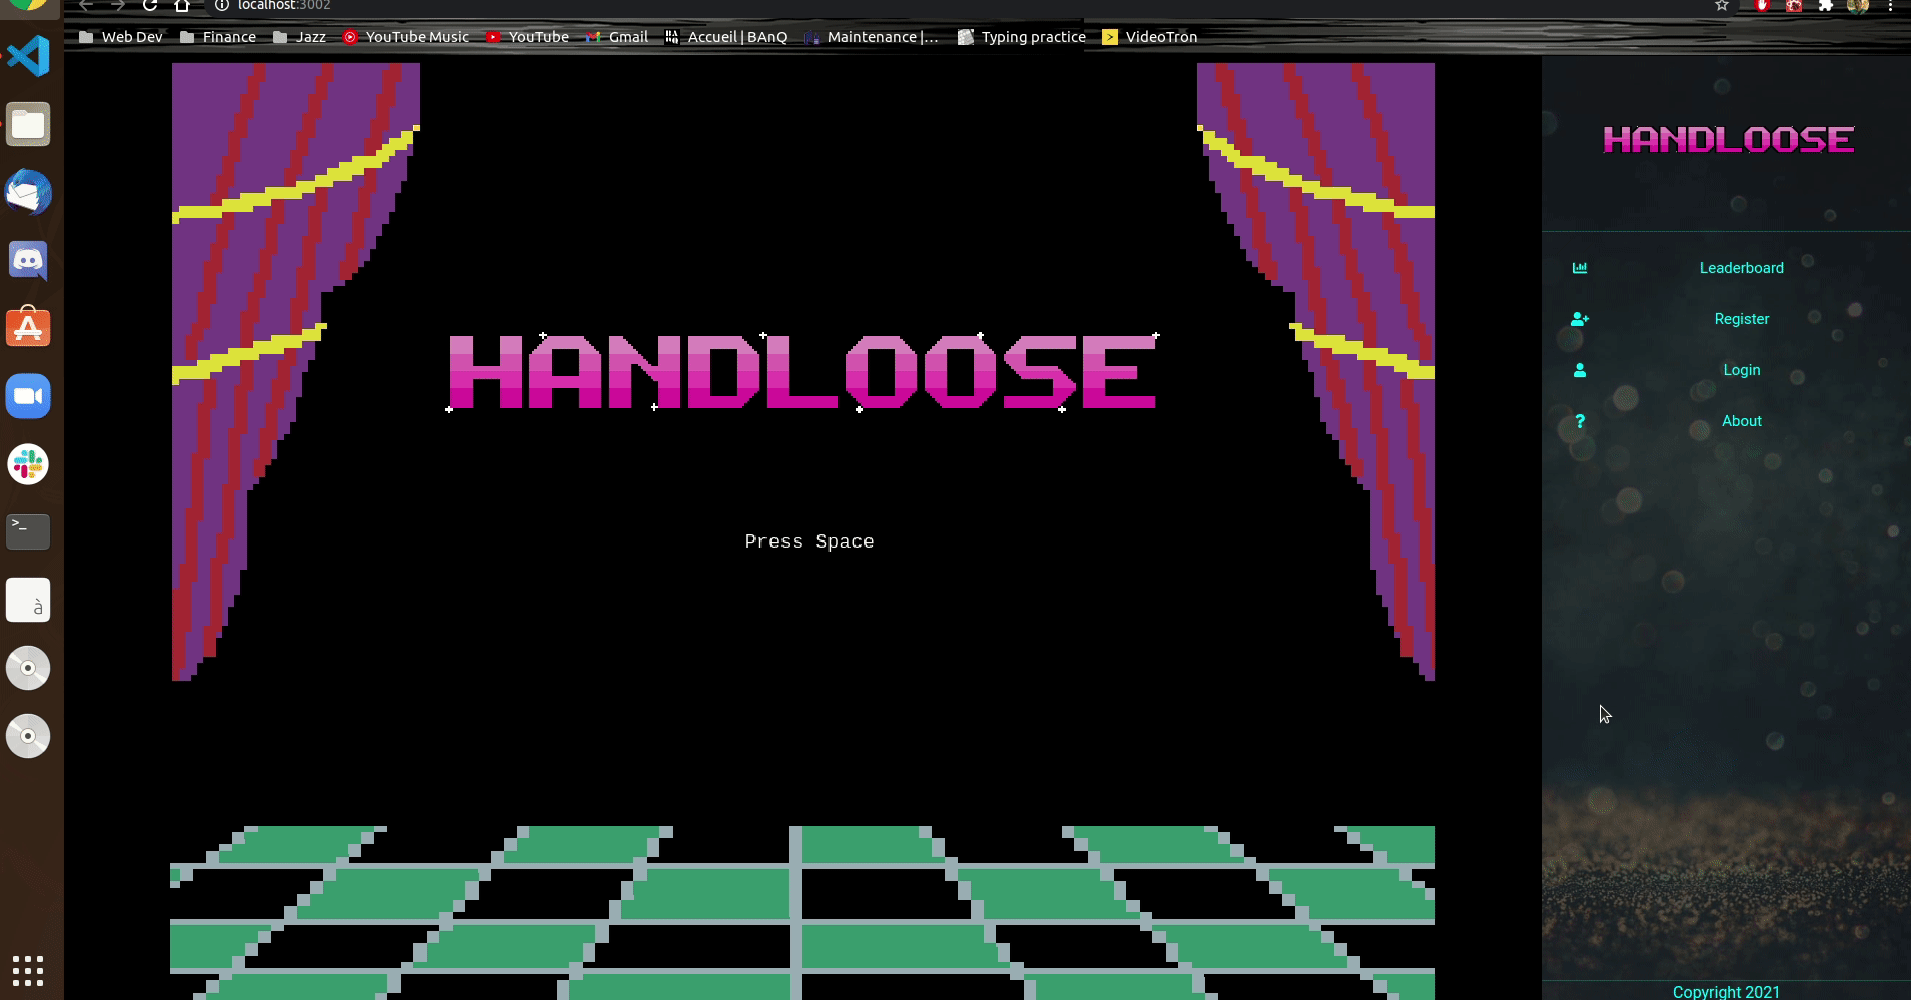 localhost:3002
Web Dev Finance Jazz YouTube Music YouTube Gmail Accueil | BAnQ Maintenance |... Typing practice VideoTron
HANDLOOSE
Press Space
HANDLOOSE
Leaderboard
Register
Login
? About
Copyright 2021
>_
à